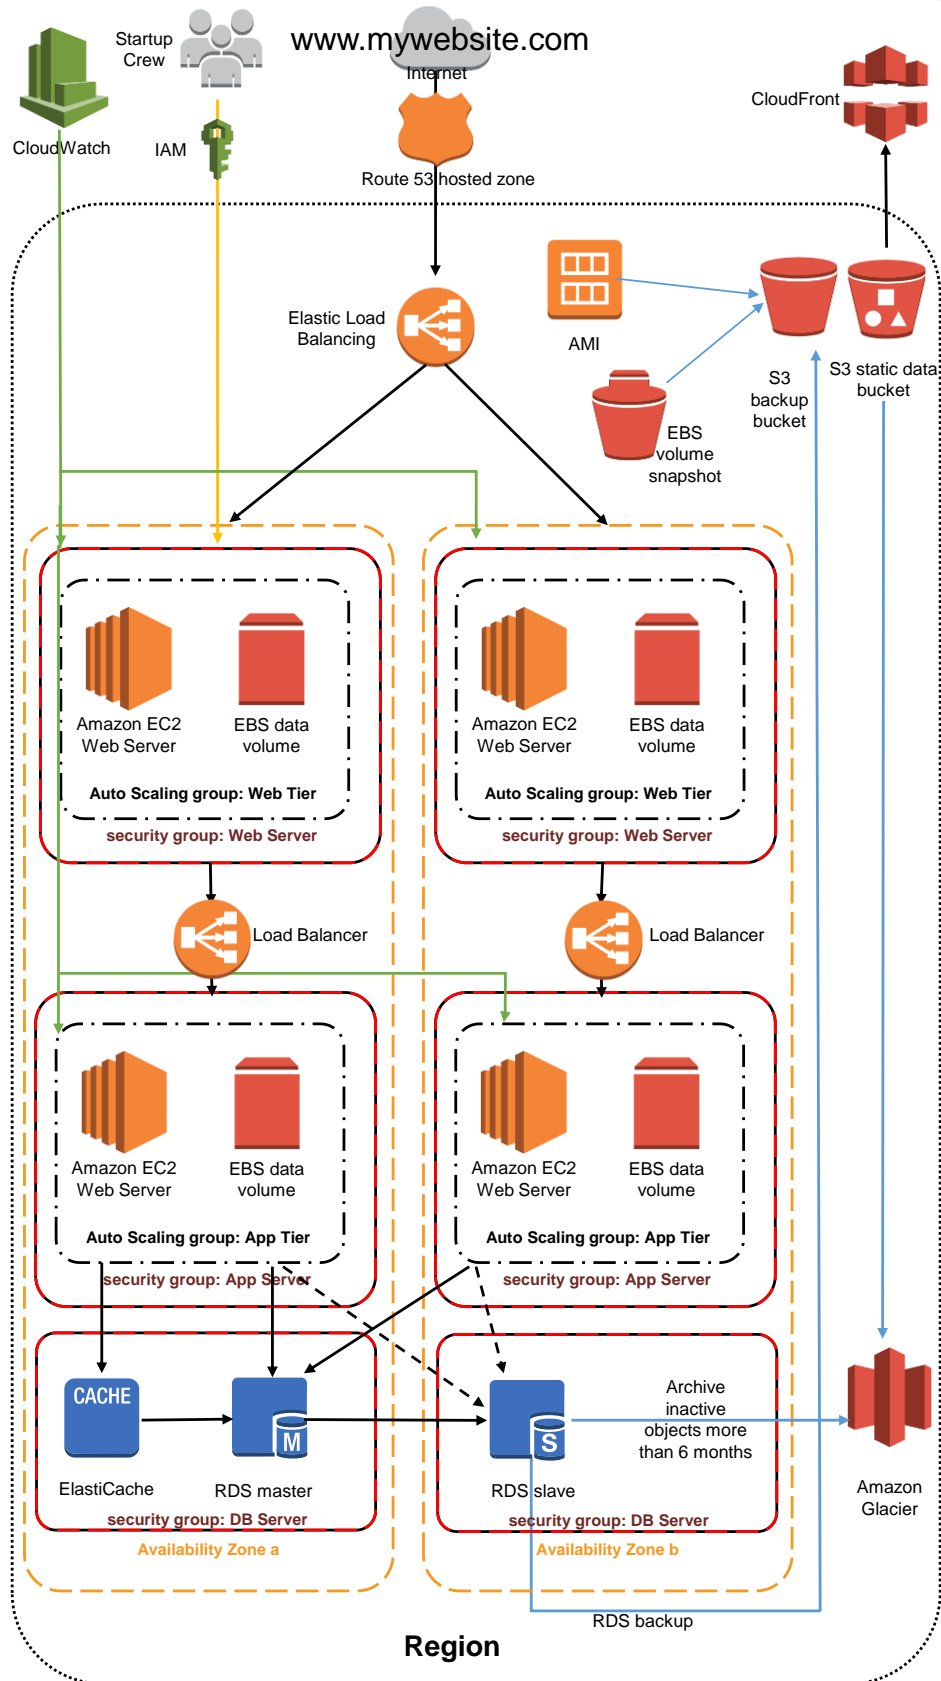 Startup
Crew
www.mywebsite.com
Internet
CloudFront
CloudWatch
IAM
Route 53 hosted zone
Elastic Load
Balancing
AMI
S3
backup
bucket
S3 static data
bucket
EBS
volume
snapshot
Amazon EC2
Web Server
EBS data
volume
Auto Scaling group: Web Tier
security group: Web Server
Amazon EC2
Web Server
EBS data
volume
Auto Scaling group: Web Tier
security group: Web Server
Load Balancer
Load Balancer
Amazon EC2
Web Server
EBS data
volume
Auto Scaling group: App Tier
security group: App Server
Amazon EC2
Web Server
EBS data
volume
Auto Scaling group: App Tier
security group: App Server
CACHE
ElastiCache
M
RDS master
security group: DB Server
Availability Zone a
S
RDS slave
Archive
inactive
objects more
than 6 months
security group: DB Server
Availability Zone b
Amazon
Glacier
RDS backup
Region